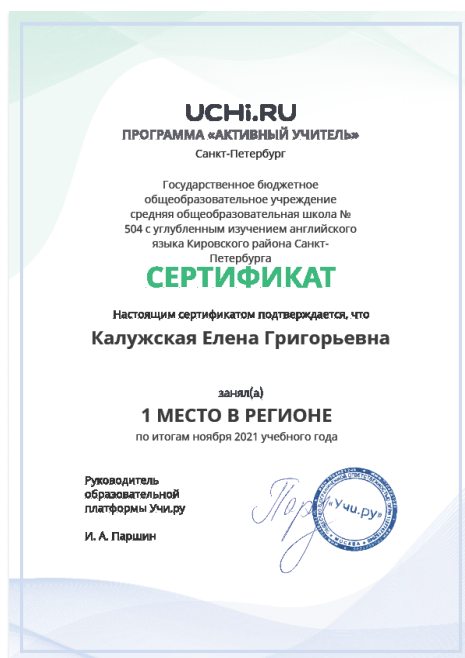 UCHi.RU
ПРОГРАММА «АКТИВНЫЙ УЧИТЕЛЬ»
Санкт-Петербург
Государственное бюджетное
общеобразовательное учреждение
средняя общеобразовательная школа №
504 с углубленным изучением английского
языка Кировского района Санкт-
Петербурга
СЕРТИФИКАТ
Настоящим сертификатом подтверждается, что
Калужская Елена Григорьевна
занял(а)
1 МЕСТО В РЕГИОНЕ
по итогам ноября 2021 учебного года
Руководитель
образовательной
платформы Учи.ру
И. А. Паршин
«Учи.ру»
МОСКВА